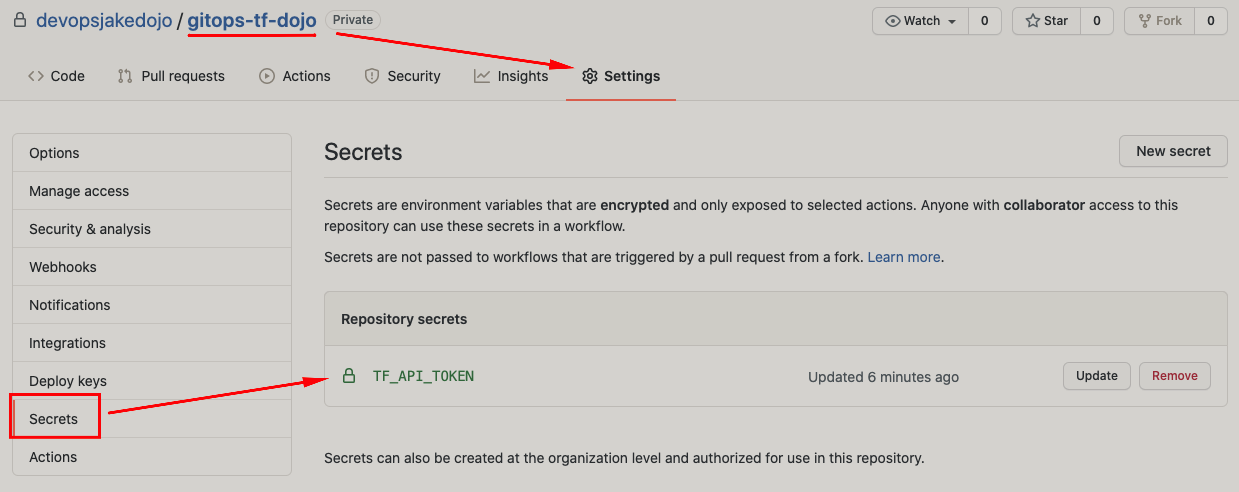 devopsjakedojo / gitops-tf-dojo Private Watch 0 Star 0 Fork 0
Code Pull requests Actions Security Insights Settings
Options
Manage access
Security & analysis
Webhooks
Notifications
Integrations
Deploy keys
Secrets
Actions
Secrets New secret
Secrets are environment variables that are encrypted and only exposed to selected actions. Anyone with collaborator access to this
repository can use these secrets in a workflow.
Secrets are not passed to workflows that are triggered by a pull request from a fork. Learn more.
Repository secrets
TF_API_TOKEN Updated 6 minutes ago Update Remove
Secrets can also be created at the organization level and authorized for use in this repository.